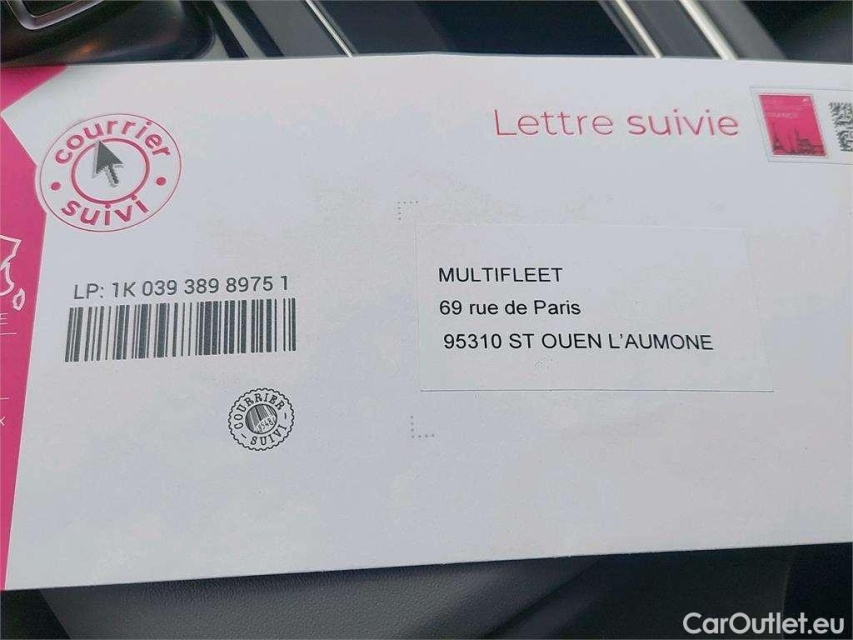 Lettre suivie
courrier
suivi
LP: 1K 039 389 8975 1
MULTIFLEET
69 rue de Paris
95310 ST OUEN L'AUMONE
COURRIER
SUIVI
CarOutlet.eu